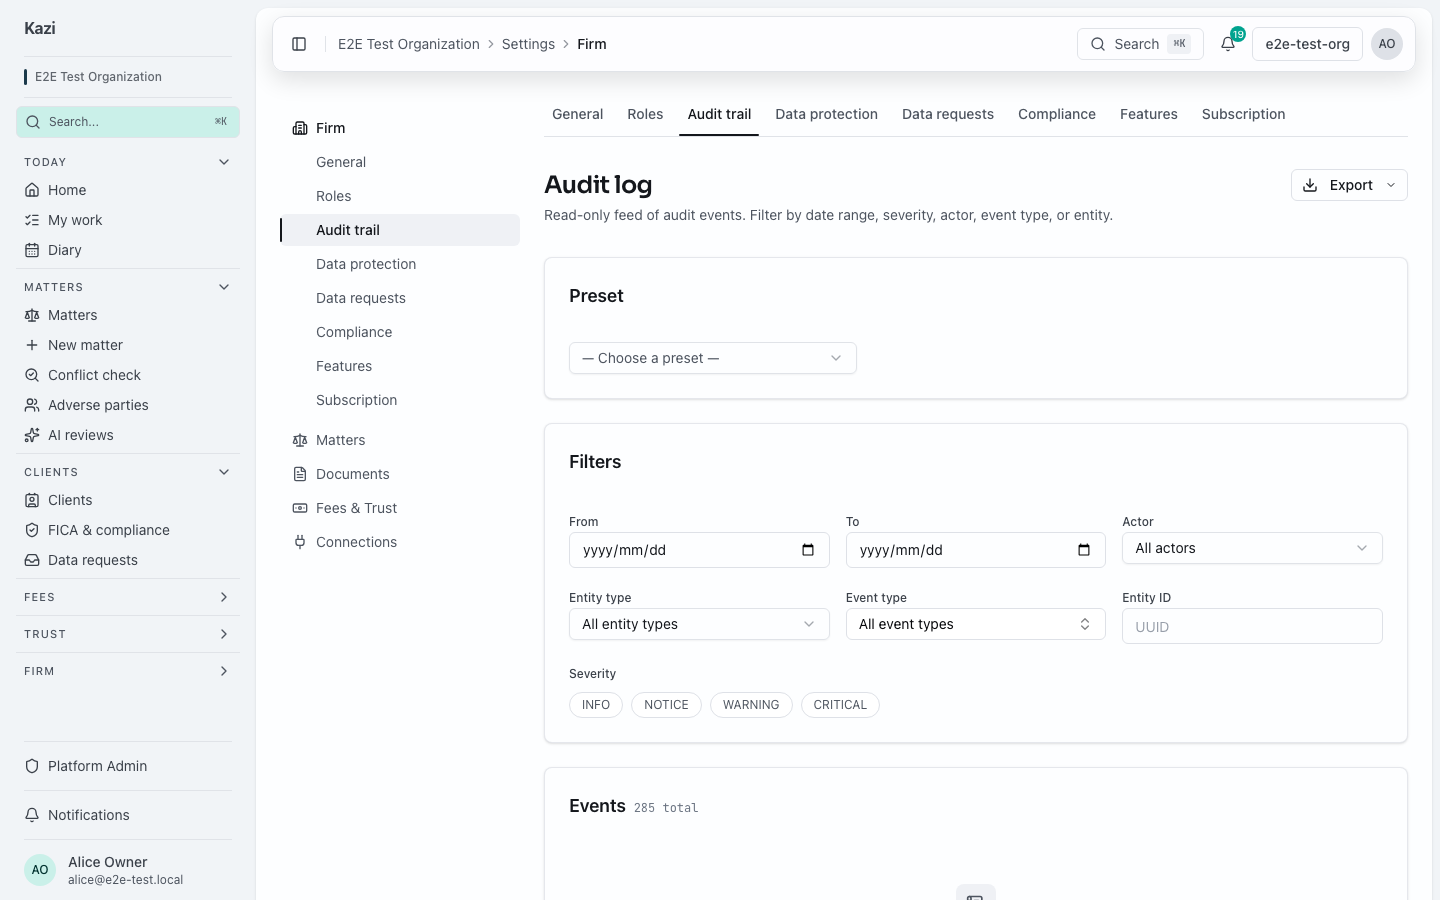 Kazi
E2E Test Organization
Search...
⌘K
TODAY
Home
My work
Diary
MATTERS
Matters
New matter
Conflict check
Adverse parties
AI reviews
CLIENTS
Clients
FICA & compliance
Data requests
FEES
TRUST
FIRM
Platform Admin
Notifications
AO
Alice Owner
alice@e2e-test.local
E2E Test Organization
Settings
Firm
Search
⌘K
19
e2e-test-org
AO
Firm
General
Roles
Audit trail
Data protection
Data requests
Compliance
Features
Subscription
Matters
Documents
Fees & Trust
Connections
General
Roles
Audit trail
Data protection
Data requests
Compliance
Features
Subscription
Audit log
Export
Read-only feed of audit events. Filter by date range, severity, actor, event type, or entity.
Preset
— Choose a preset —
Filters
From
yyyy/mm/dd
To
yyyy/mm/dd
Actor
All actors
Entity type
All entity types
Event type
All event types
Entity ID
UUID
Severity
INFO
NOTICE
WARNING
CRITICAL
Events 285 total